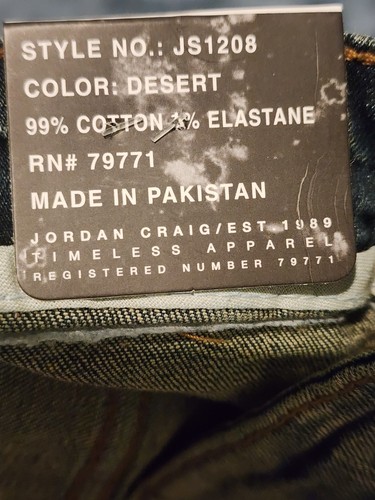 STYLE NO.: JS1208
COLOR: DESERT
99% COTTON 1% ELASTANE
RN# 79771
MADE IN PAKISTAN
JORDAN CRAIG/EST 1989
TIMELESS APPAREL
REGISTERED NUMBER 79771